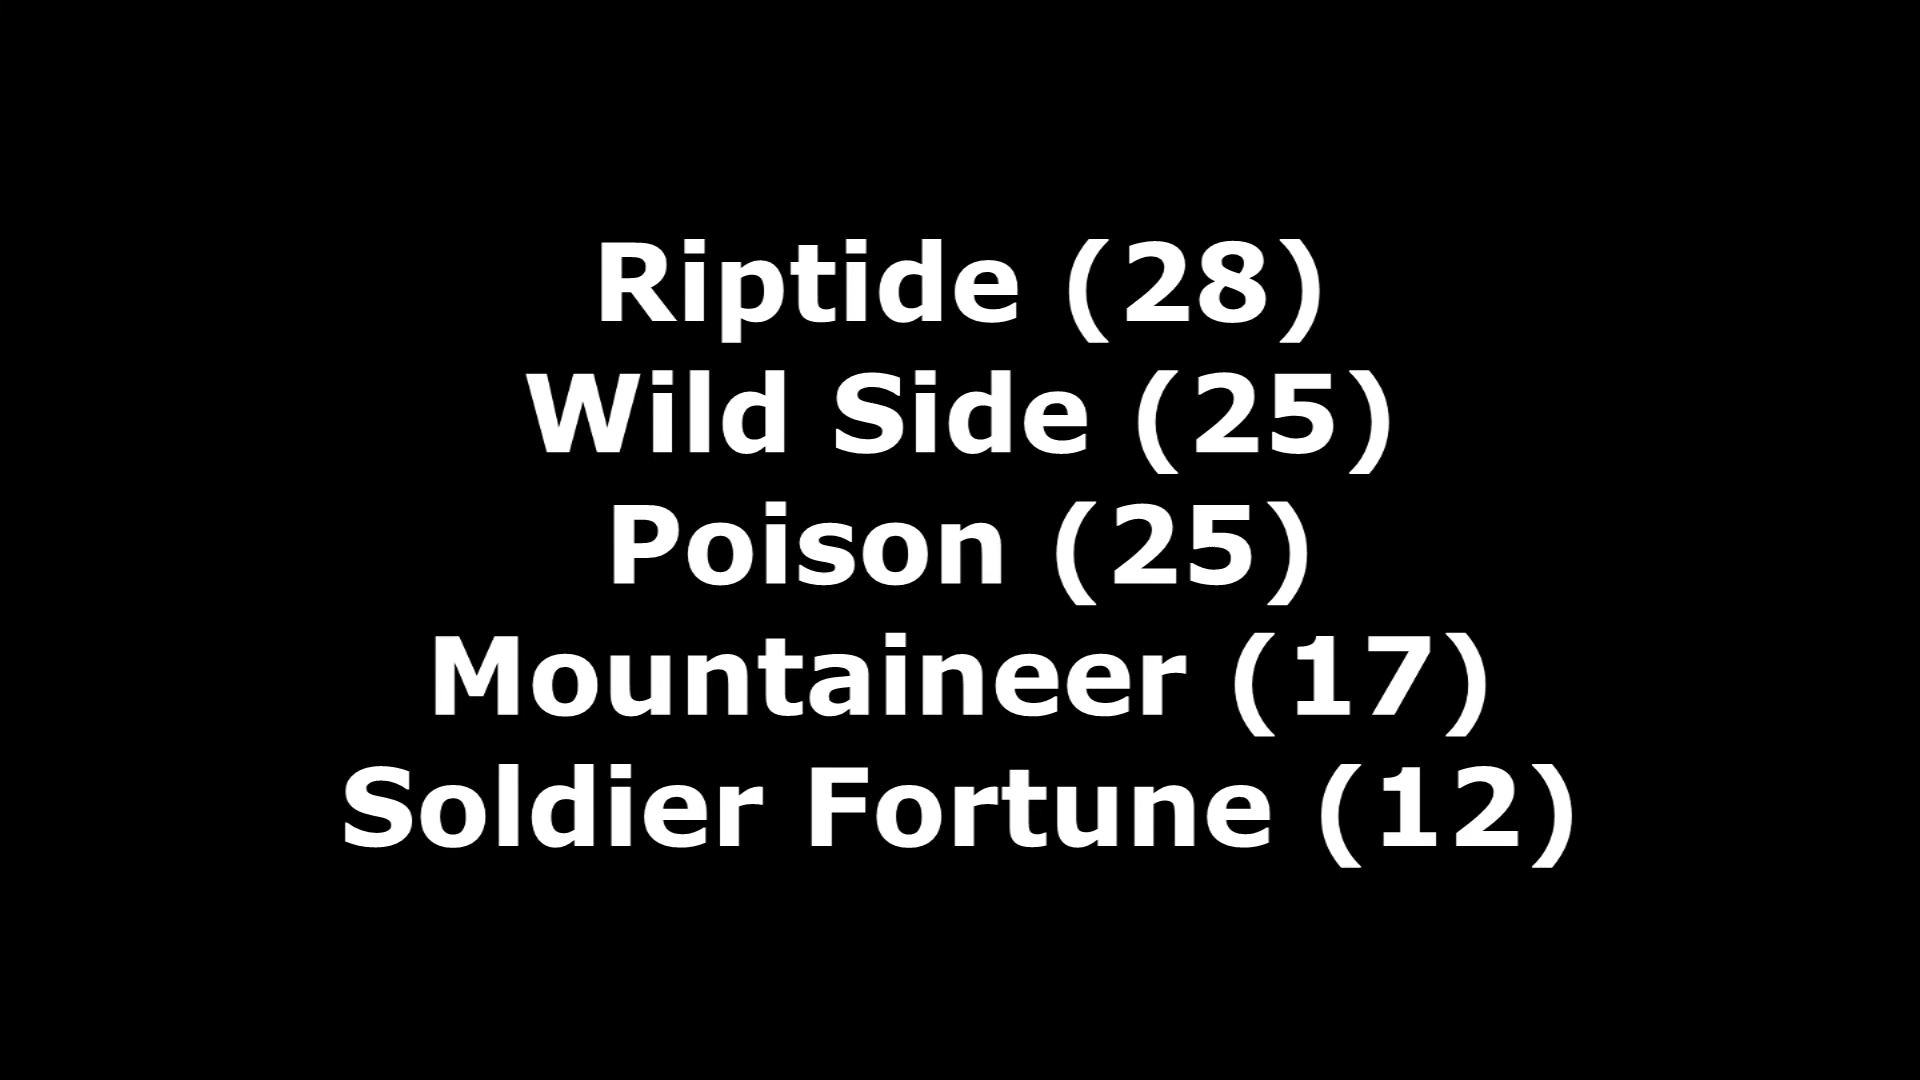 Riptide (28)
Wild Side (25)
Poison (25)
Mountaineer (17)
Soldier Fortune (12)